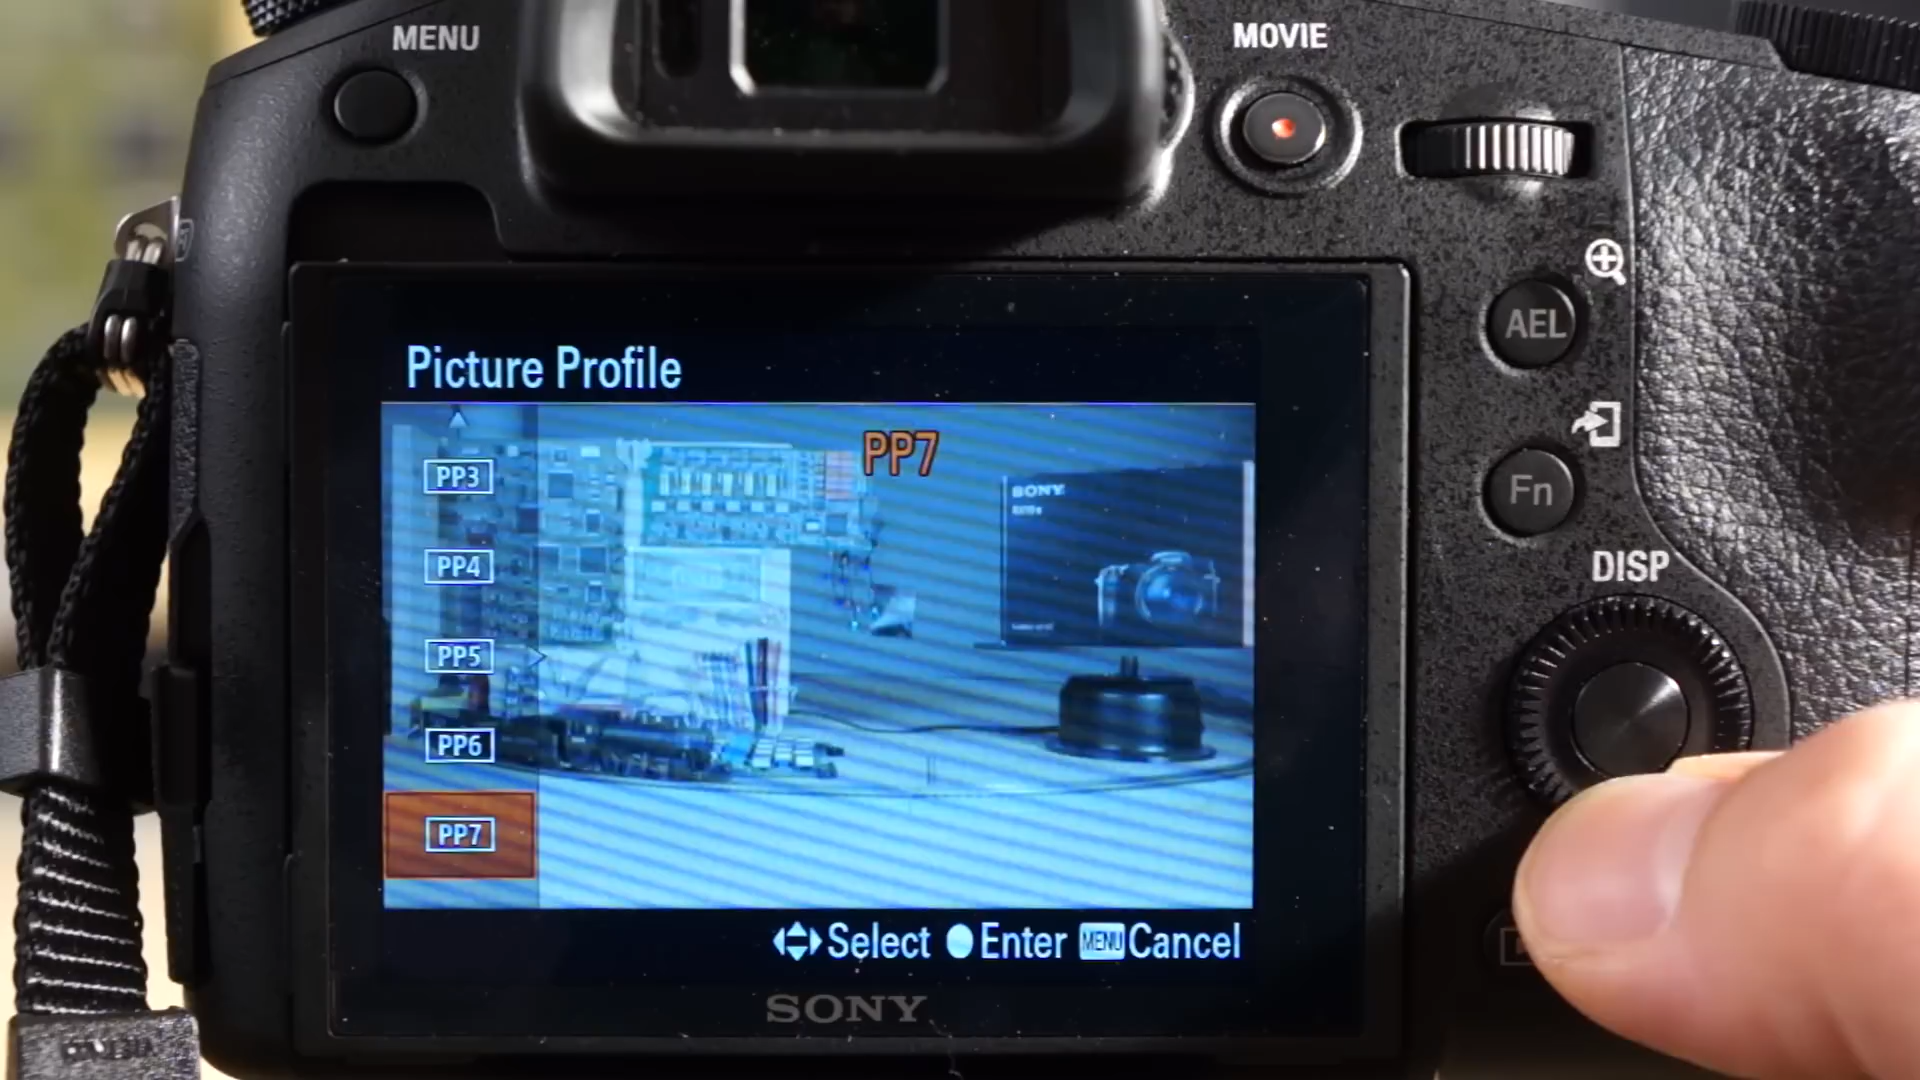 MENU
MOVIE
AEL
Fn
DISP
Picture Profile
PP7
PP3
PP4
PP5
PP6
PP7
SONY
Select Enter MENU Cancel
SONY